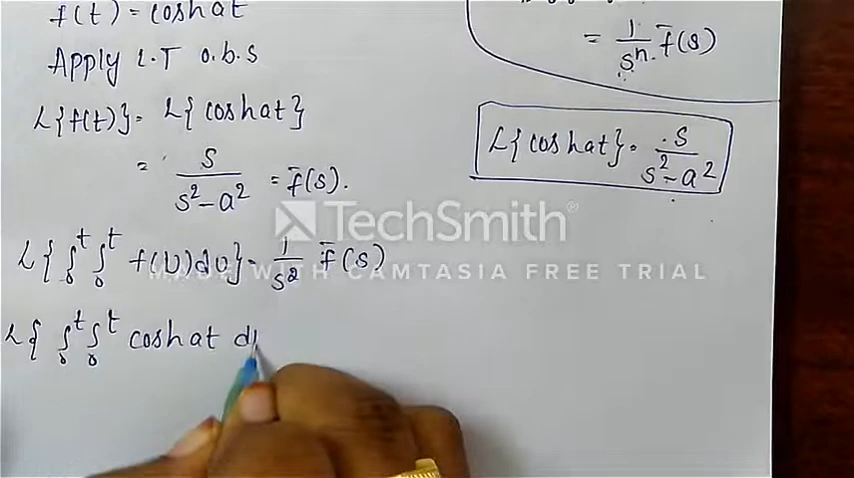 f(t) = coshat
Apply L.T o.b.s
L{f(t)} = L{coshat}
= s/(s²-a²) = f̄(s).
L{∫₀ᵗ∫₀ᵗ f(u)du} = 1/s² f̄(s)
L{∫₀ᵗ∫₀ᵗ coshat d
= 1/sⁿ. f̄(s)
L{coshat} = s/(s²-a²)
TechSmith®
MADE WITH CAMTASIA FREE TRIAL